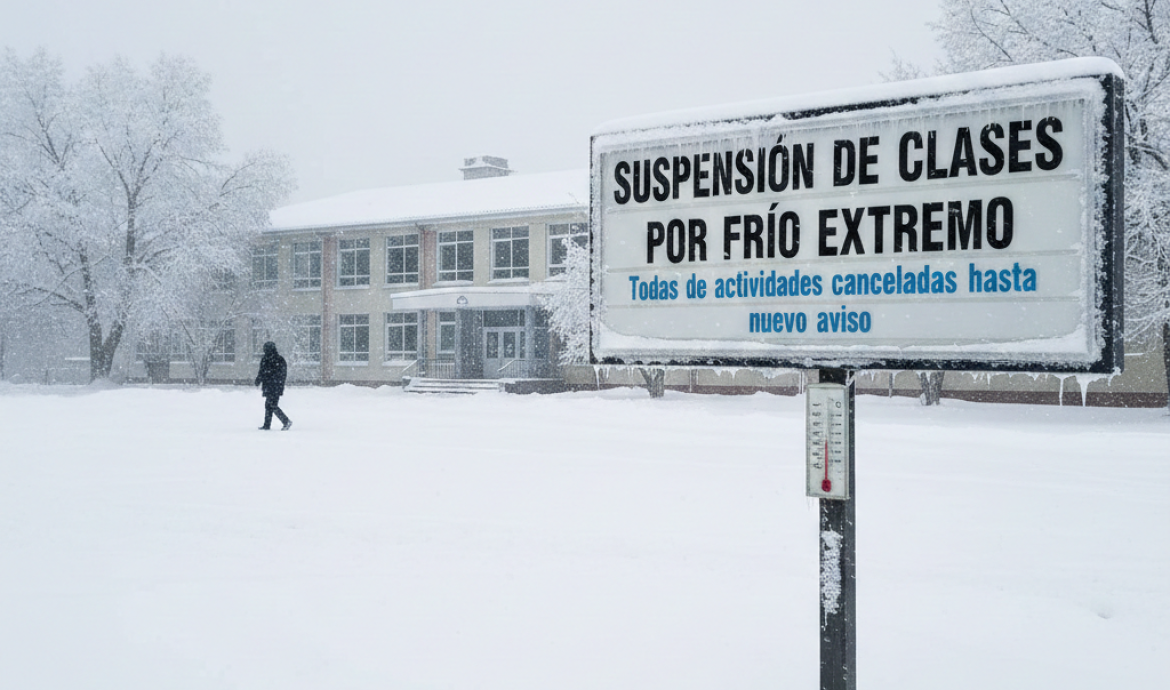 SUSPENSIÓN DE CLASES
POR FRÍO EXTREMO
Todas de actividades canceladas hasta
nuevo aviso